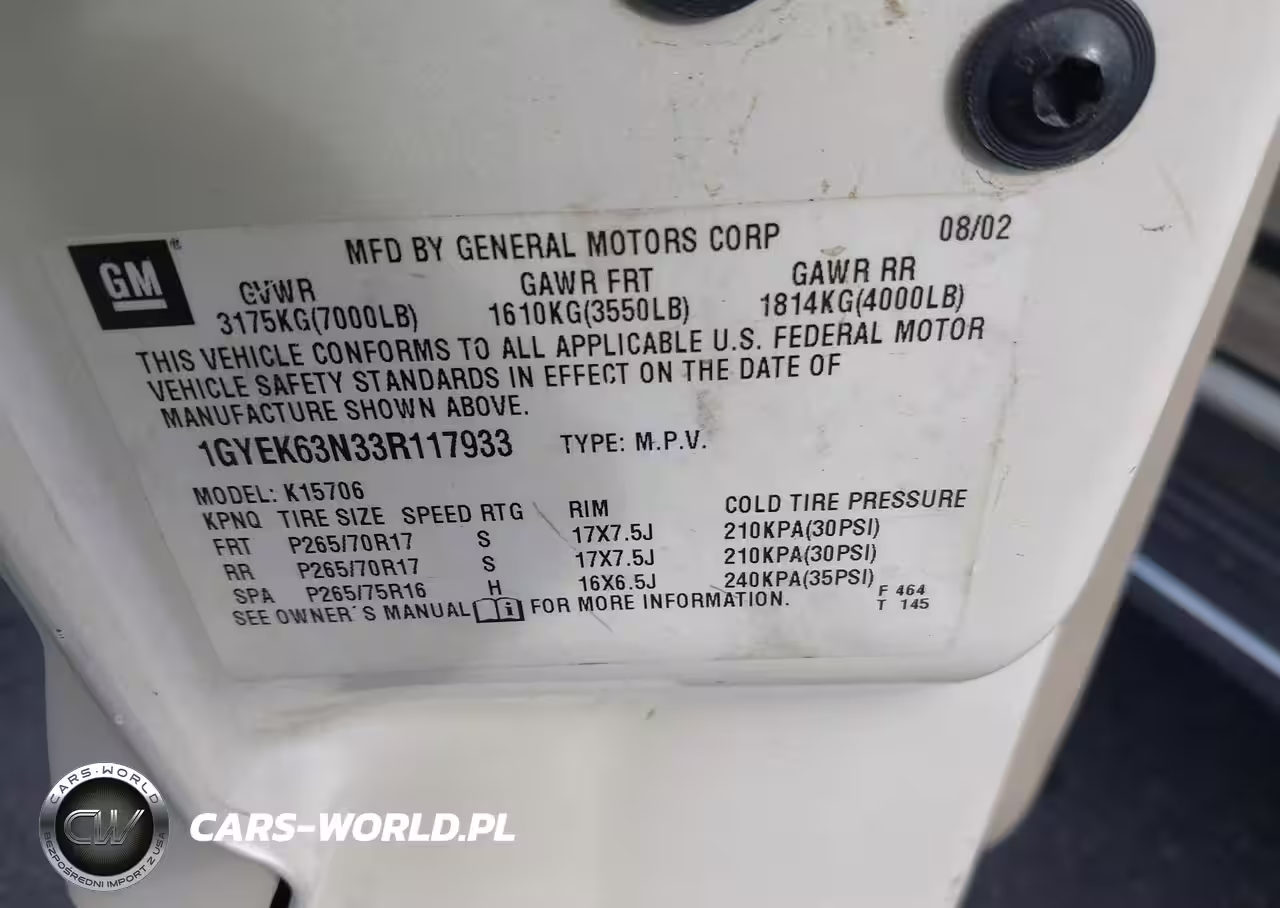 GM
MFD BY GENERAL MOTORS CORP 08/02
GVWR GAWR FRT GAWR RR
3175KG(7000LB) 1610KG(3550LB) 1814KG(4000LB)
THIS VEHICLE CONFORMS TO ALL APPLICABLE U.S. FEDERAL MOTOR
VEHICLE SAFETY STANDARDS IN EFFECT ON THE DATE OF
MANUFACTURE SHOWN ABOVE.
1GYEK63N33R117933 TYPE: M.P.V.
MODEL: K15706
KPNQ TIRE SIZE SPEED RTG RIM COLD TIRE PRESSURE
FRT P265/70R17 S 17X7.5J 210KPA(30PSI)
RR P265/70R17 S 17X7.5J 210KPA(30PSI)
SPA P265/75R16 H 16X6.5J 240KPA(35PSI)
SEE OWNER'S MANUAL FOR MORE INFORMATION.
F 464
T 145
CARS-WORLD
CW
BEZPOŚREDNI IMPORT Z USA
CARS-WORLD.PL